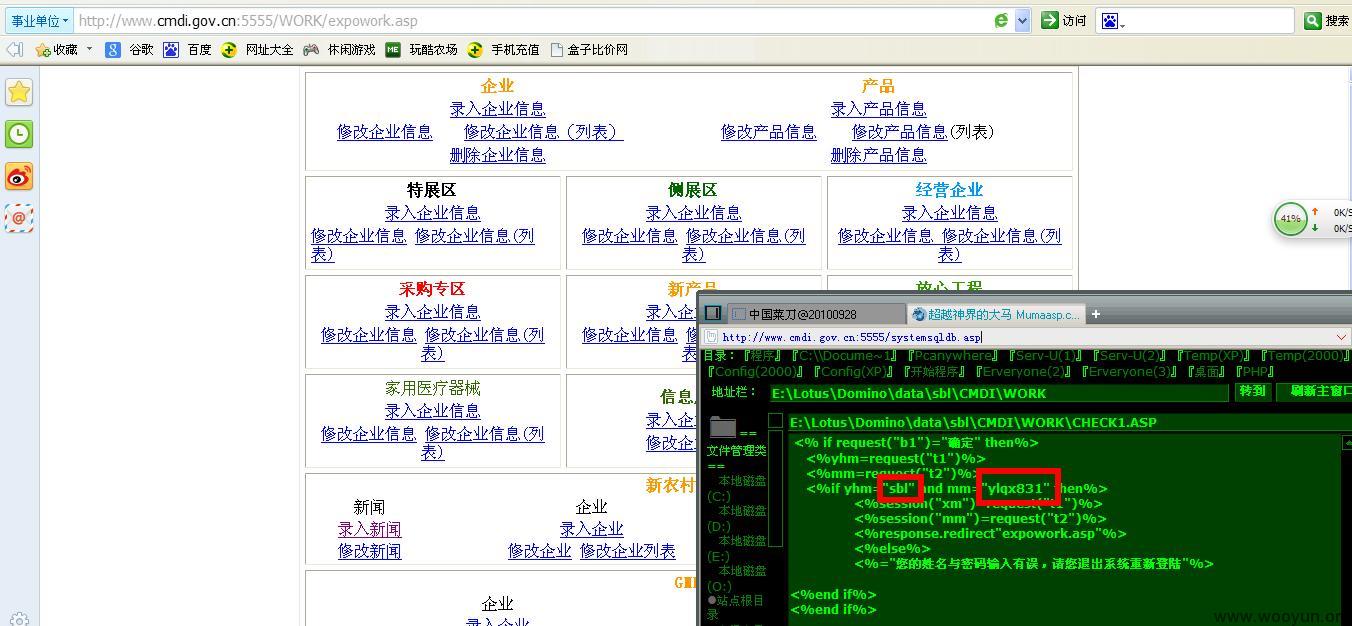 事业单位 http://www.cmdi.gov.cn:5555/WORK/expowork.asp 访问 搜索
收藏 谷歌 百度 网址大全 休闲游戏 玩酷农场 手机充值 盒子比价网
企业
录入企业信息
修改企业信息 修改企业信息（列表）
删除企业信息
产品
录入产品信息
修改产品信息 修改产品信息(列表)
删除产品信息
特展区
录入企业信息
修改企业信息 修改企业信息(列
表)
侧展区
录入企业信息
修改企业信息 修改企业信息(列
表)
经营企业
录入企业信息
修改企业信息 修改企业信息(列
表)
采购专区
录入企业信息
修改企业信息 修改企业信息(列
表)
新产品
录入企
修改企业
表
放心工程
家用医疗器械
录入企业信息
修改企业信息 修改企业信息(列
表)
信息
录入企
修改企
新农村
新闻
录入新闻
修改新闻
企业
录入企业
修改企业 修改企业列表
企业
录入企业
41%
0K/S
0K/S
中国菜刀@20100928 超越神界的大马 Mumaasp.c...
http://www.cmdi.gov.cn:5555/systemsqldb.asp
目录：『程序』『C:\\Docume~1』『Pcanywhere』『Serv-U(1)』『Serv-U(2)』『Temp(XP)』『Temp(2000)』
『Config(2000)』『Config(XP)』『开始程序』『Erveryone(2)』『Erveryone(3)』『桌面』『PHP』
地址栏： E:\Lotus\Domino\data\sbl\CMDI\WORK 转到 刷新主窗口
==
文件管理类
==
本地磁盘
(C:)
本地磁盘
(D:)
本地磁盘
(E:)
本地磁盘
(O:)
站点根目
录
E:\Lotus\Domino\data\sbl\CMDI\WORK\CHECK1.ASP
<% if request("b1")="确定" then%>
<%yhm=request("t1")%>
<%mm=request("t2")%>
<%if yhm="sbl" and mm="ylqx831" then%>
<%session("xm")=request("t1")%>
<%session("mm")=request("t2")%>
<%response.redirect"expowork.asp"%>
<%else%>
<%="您的姓名与密码输入有误，请您退出系统重新登陆"%>
<%end if%>
<%end if%>
www.wooyun.org